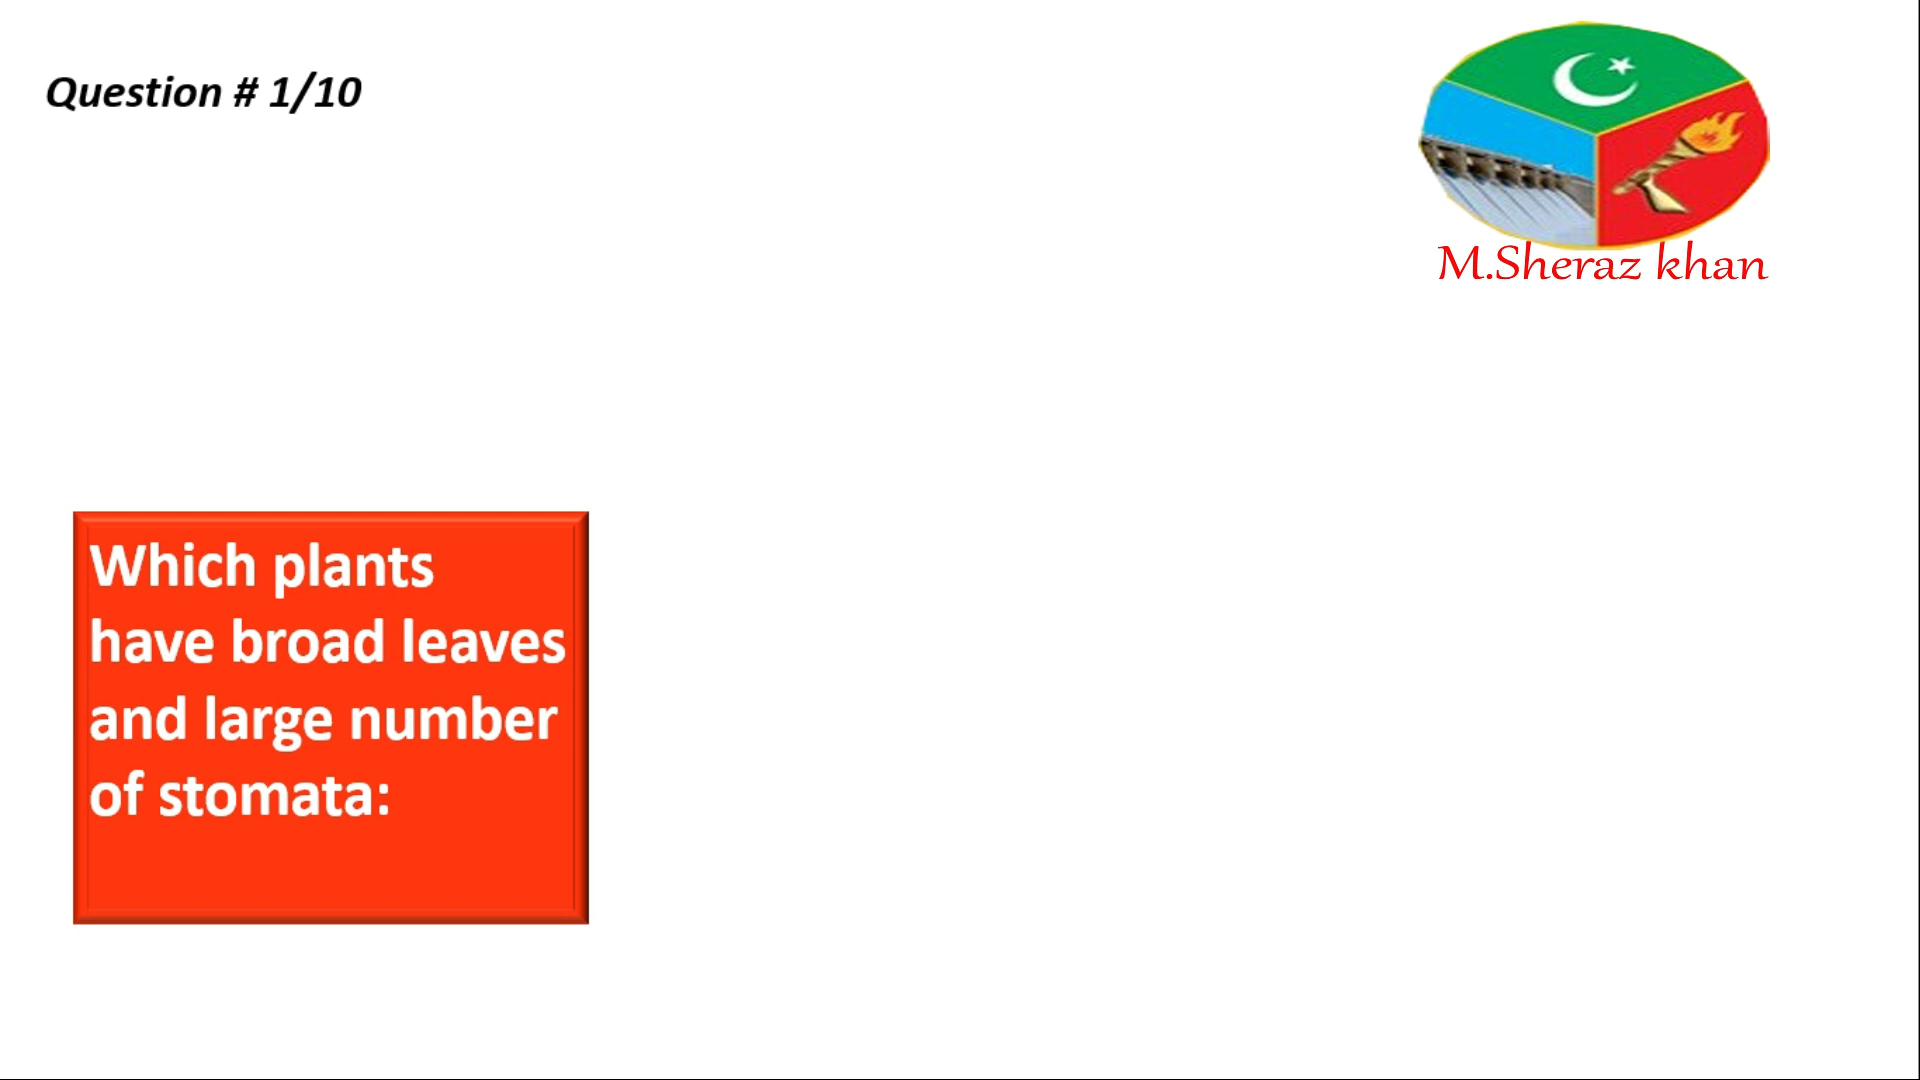 Question # 1/10
M.Sheraz khan
Which plants
have broad leaves
and large number
of stomata: